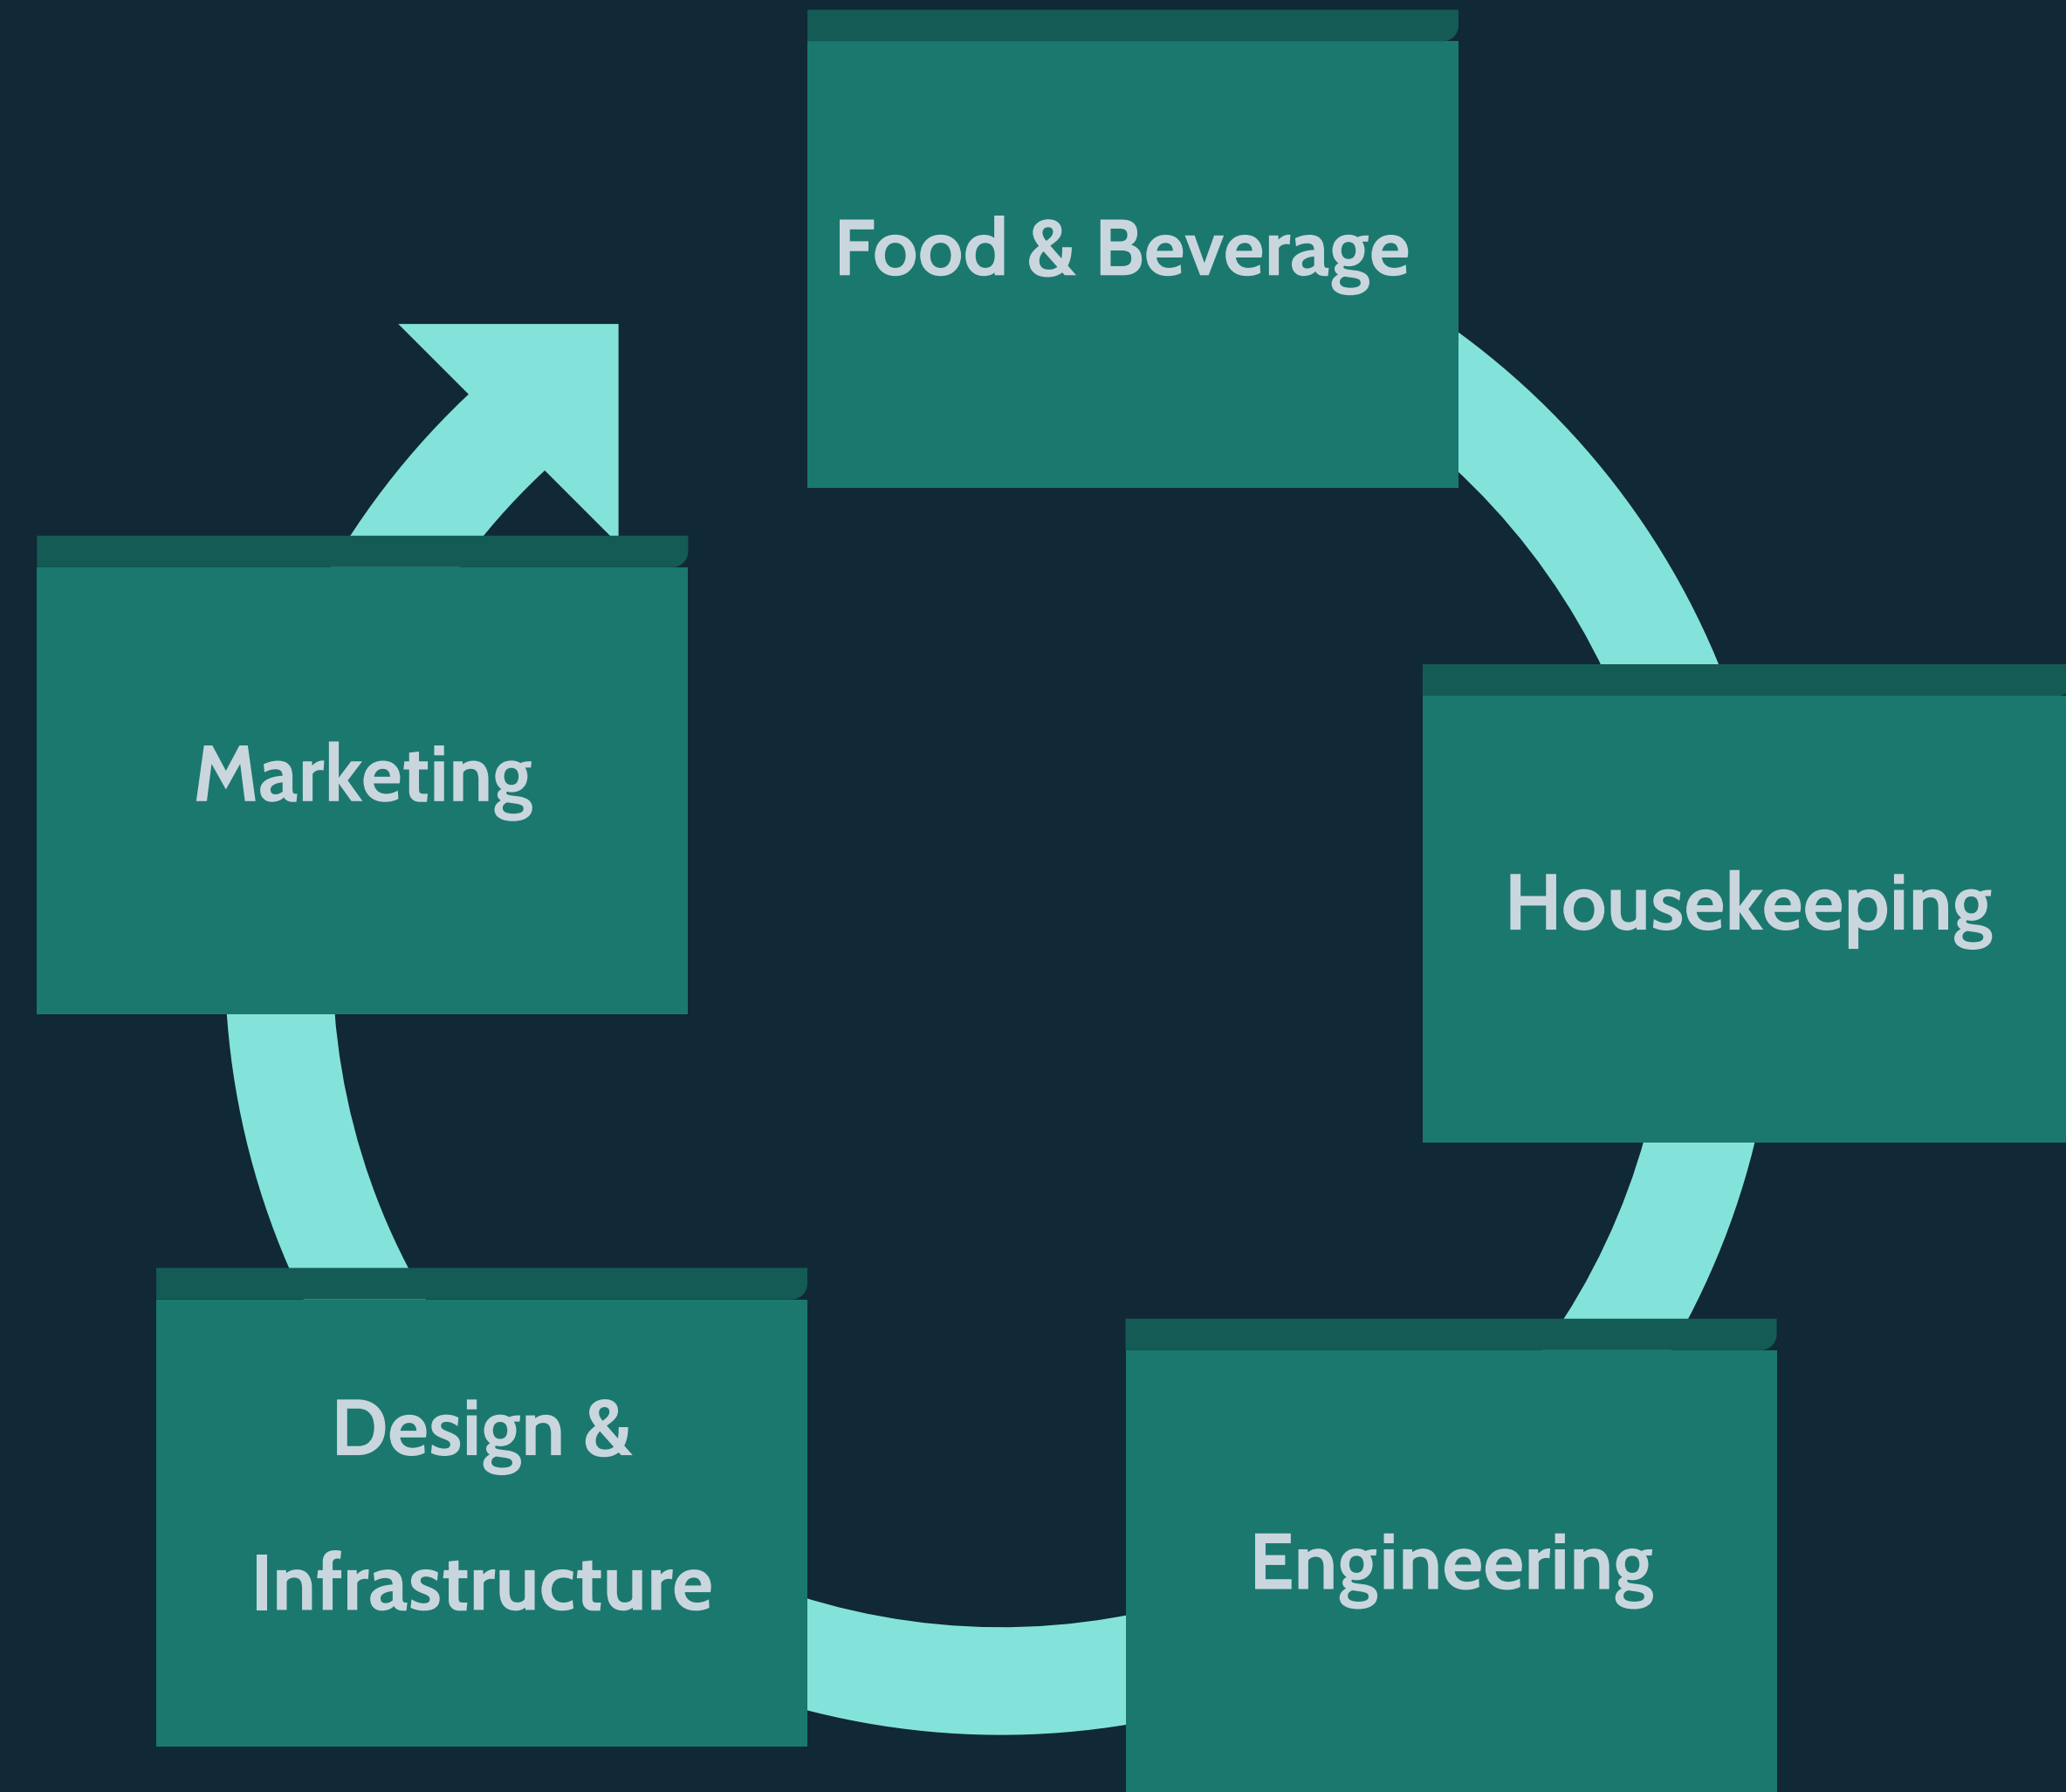 Food & Beverage
Housekeeping
Engineering
Design &
Infrastructure
Marketing